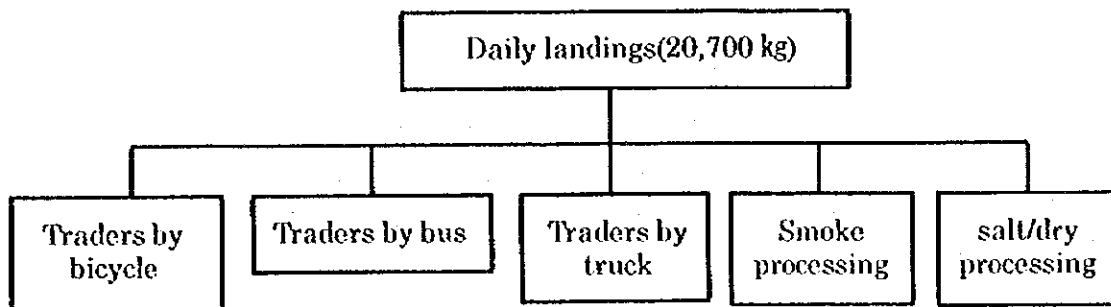 Daily landings(20,700 kg)
Traders by
bicycle
Traders by bus
Traders by
truck
Smoke
processing
salt/dry
processing